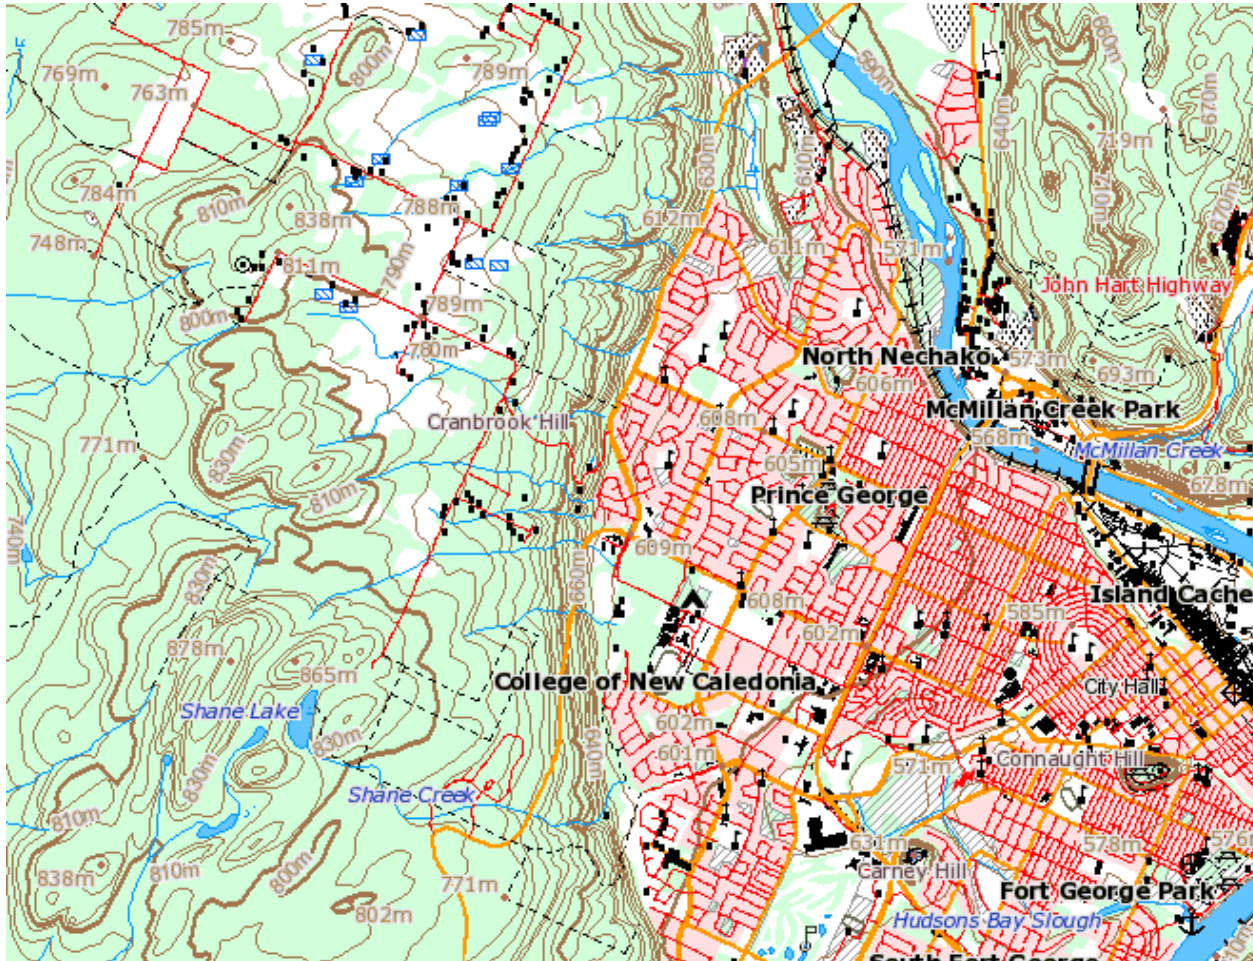 785m
800m
789m
769m
763m
590m
660m
670m
640m
719m
710m
630m
610m
784m
810m
838m
788m
612m
670m
748m
611m
571m
811m
790m
John Hart Highway
789m
800m
780m
North Nechako
573m
693m
606m
McMillan Creek Park
Cranbrook Hill
608m
568m
771m
830m
605m
McMillan Creek
678m
810m
Prince George
740m
609m
660m
830m
608m
585m
Island Cache
602m
878m
865m
College of New Caledonia
City Hall
Shane Lake
602m
830m
640m
601m
571m
Connaught Hill
830m
Shane Creek
810m
631m
578m
576m
810m
838m
800m
771m
Carney Hill
802m
Fort George Park
Hudsons Bay Slough
South Fort George